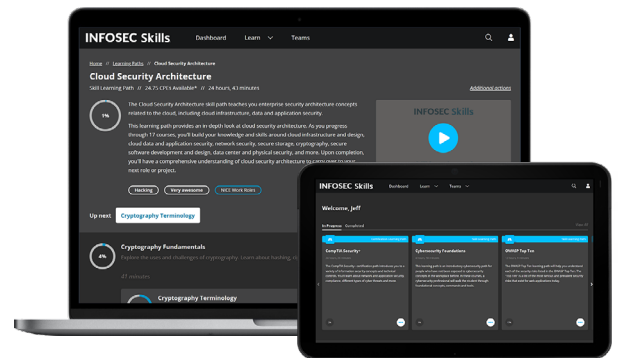 INFOSEC Skills
Dashboard Learn Teams
Home // Learning Paths // Cloud Security Architecture
Cloud Security Architecture
Skill Learning Path // 24.75 CPEs Available* // 24 hours, 43 minutes
Additional actions
1%
The Cloud Security Architecture skill path teaches you enterprise security architecture concepts
related to the cloud, including cloud infrastructure, data and application security.
This learning path provides an in-depth look at cloud security architecture. As you progress
through 17 courses, you'll build your knowledge and skills around cloud infrastructure and design,
cloud data and application security, network security, secure storage, cryptography, secure
software development and design, data center and physical security, and more. Upon completion,
you'll have a comprehensive understanding of cloud security architecture to carry over to your
next role or project.
INFOSEC Skills
Hacking Very awesome NICE Work Roles
Up next Cryptography Terminology
4%
Cryptography Fundamentals
Explore the uses and challenges of cryptography. Learn about hashing,
41 minutes
Cryptography Terminology
INFOSEC Skills
Dashboard Learn Teams
Welcome, Jeff
In Progress Completed
CompTIA Security+
Cybersecurity Foundations
OWASP Top Ten